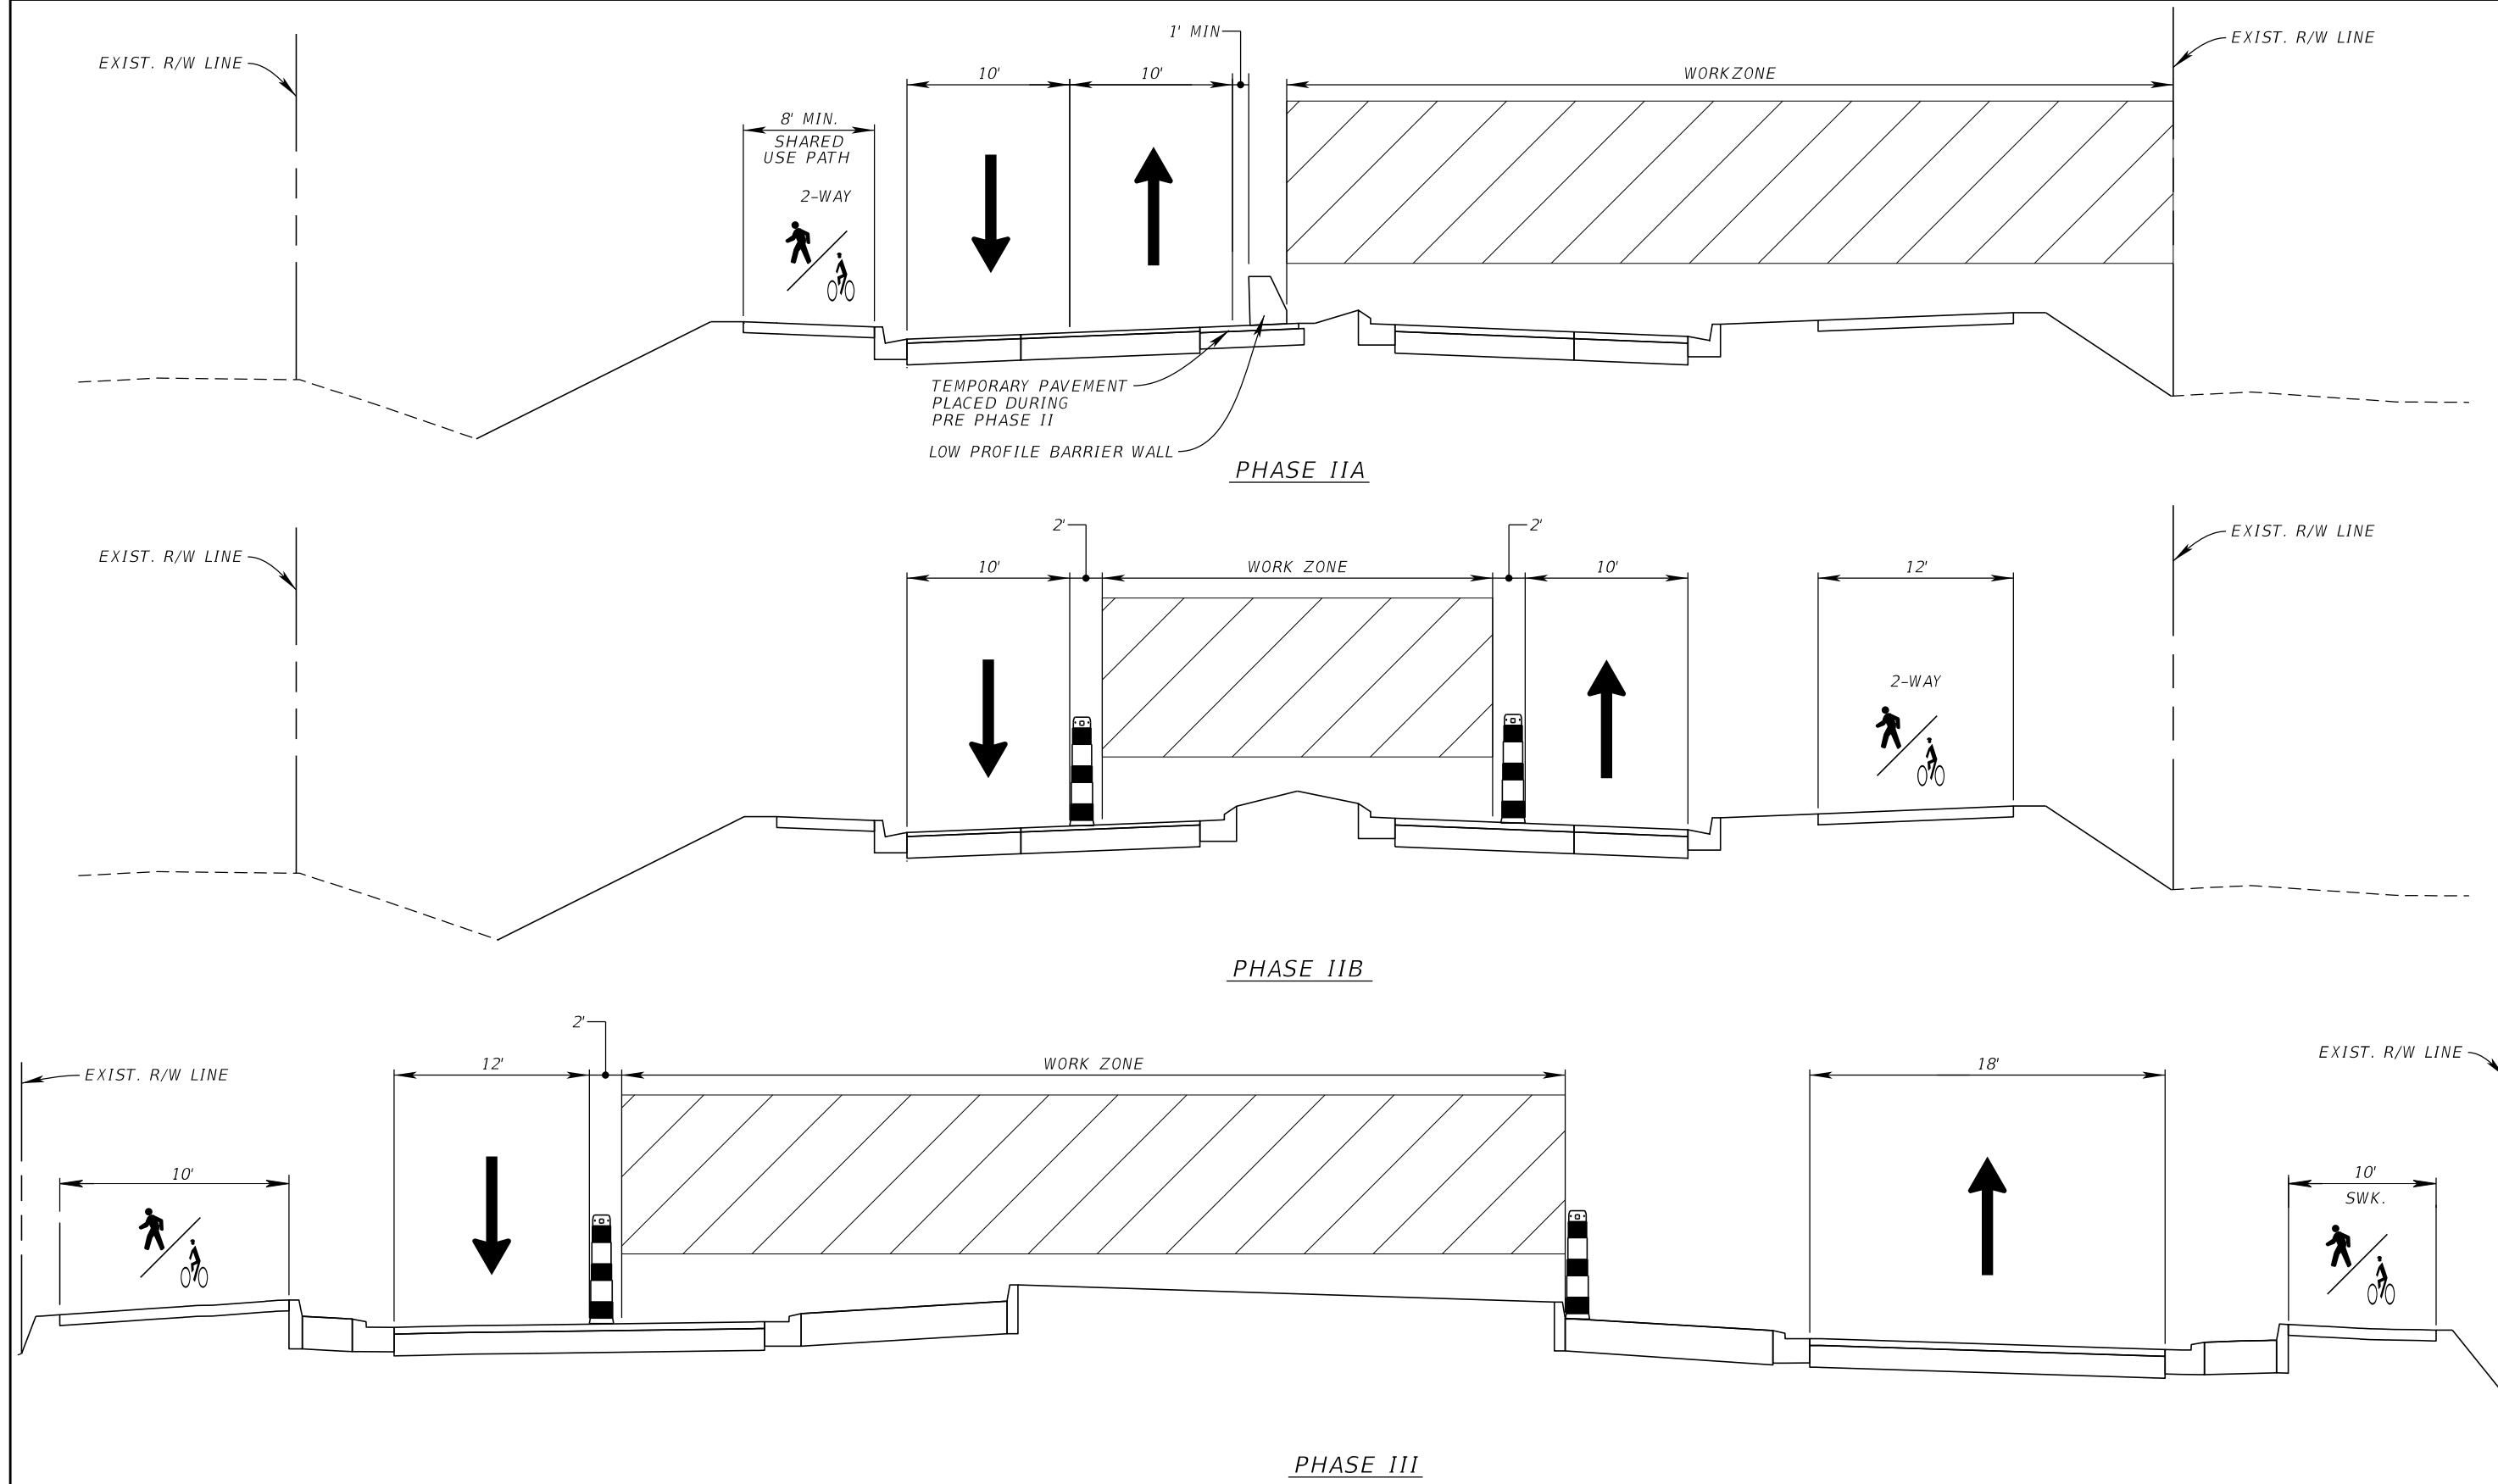 1' MIN
EXIST. R/W LINE
EXIST. R/W LINE
10'
10'
WORKZONE
8' MIN.
SHARED
USE PATH
2-WAY
TEMPORARY PAVEMENT
PLACED DURING
PRE PHASE II
LOW PROFILE BARRIER WALL
PHASE IIA
2'
2'
EXIST. R/W LINE
EXIST. R/W LINE
10'
WORK ZONE
10'
12'
2-WAY
PHASE IIB
2'
EXIST. R/W LINE
12'
WORK ZONE
18'
EXIST. R/W LINE
10'
10'
SWK.
PHASE III